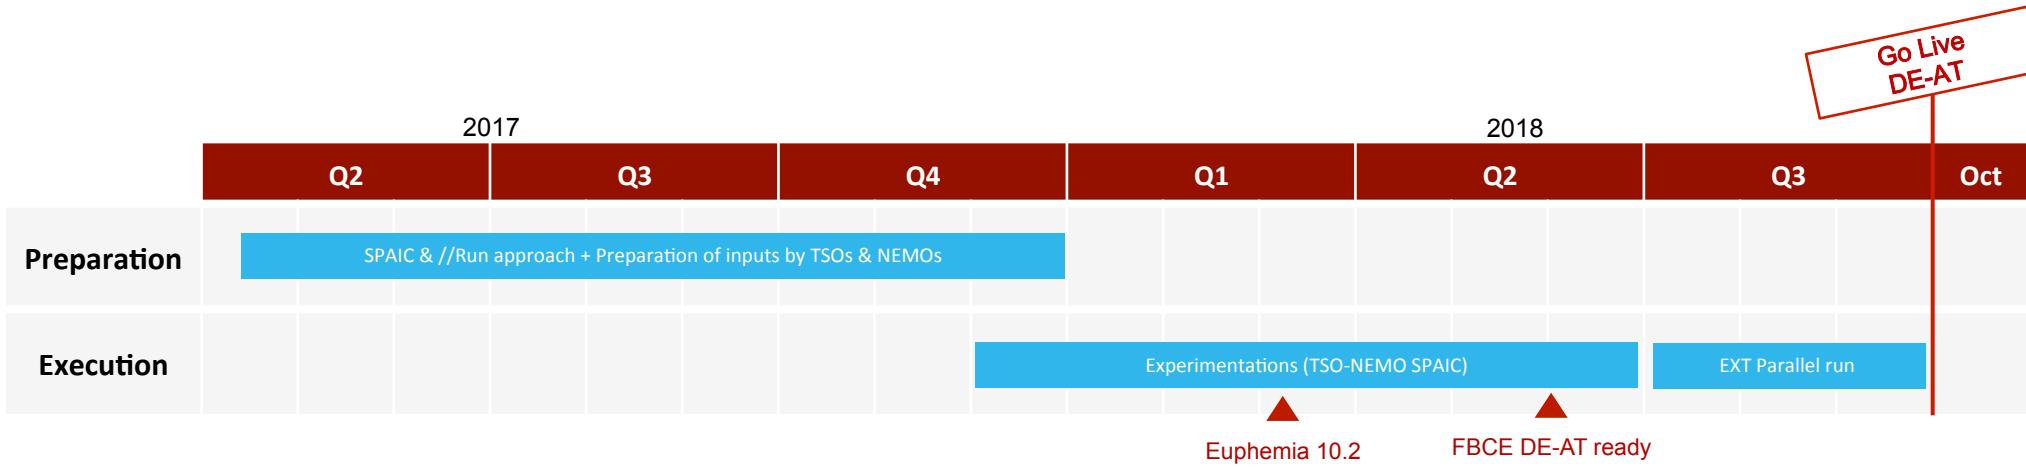 Go Live
DE-AT
2017
2018
Q2
Q3
Q4
Q1
Q2
Q3
Oct
Preparation
SPAIC & //Run approach + Preparation of inputs by TSOs & NEMOs
Execution
Experimentations (TSO-NEMO SPAIC)
EXT Parallel run
Euphemia 10.2
FBCE DE-AT ready